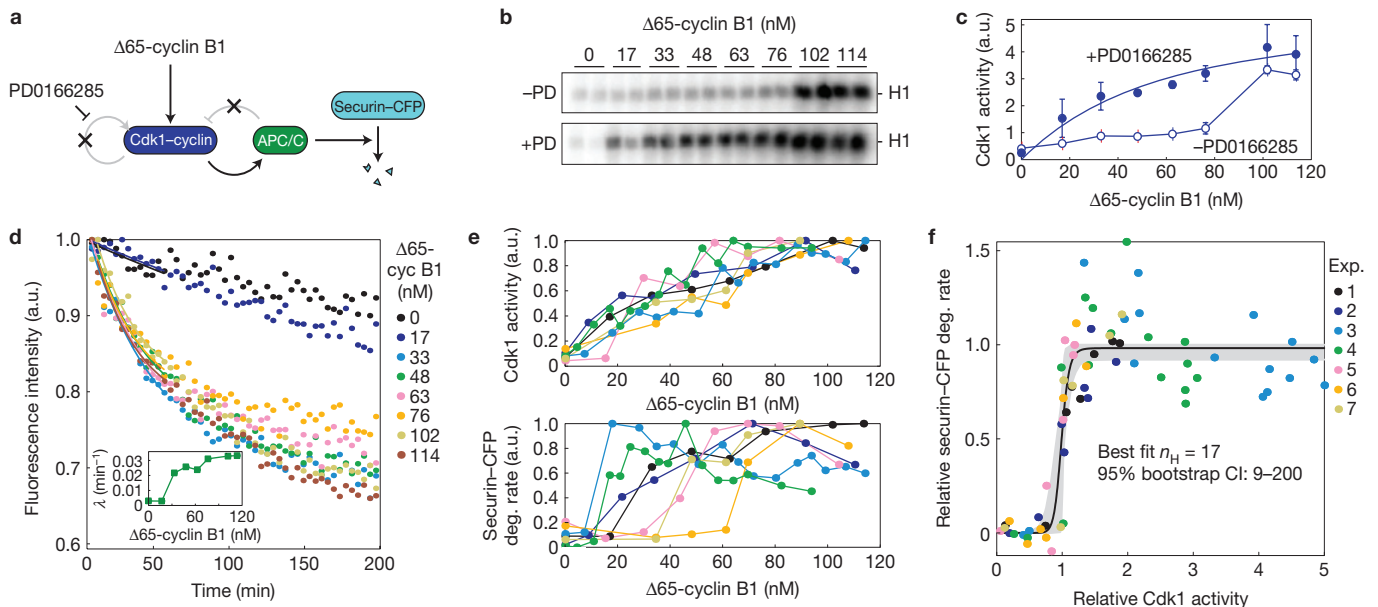 a
Δ65-cyclin B1
PD0166285
Cdk1–cyclin
APC/C
Securin–CFP
b
Δ65-cyclin B1 (nM)
0 17 33 48 63 76 102 114
–PD
H1
+PD
H1
c
Cdk1 activity (a.u.)
5
4
3
2
1
0
+PD0166285
–PD0166285
0 20 40 60 80 100 120
Δ65-cyclin B1 (nM)
d
Fluorescence intensity (a.u.)
1.0
0.9
0.8
0.7
0.6
Δ65-
cyc B1
(nM)
0
17
33
48
63
76
102
114
λ (min⁻¹)
0.03
0.02
0.01
0.01
0 60 120
Δ65-cyclin B1 (nM)
0 50 100 150 200
Time (min)
e
Cdk1 activity (a.u.)
1.0
0.8
0.6
0.4
0.2
0
0 20 40 60 80 100 120
Δ65-cyclin B1 (nM)
Securin–CFP
deg. rate (a.u.)
1.0
0.8
0.6
0.4
0.2
0
0 20 40 60 80 100 120
Δ65-cyclin B1 (nM)
f
Relative securin–CFP deg. rate
1.5
1.0
0.5
0
Best fit nH = 17
95% bootstrap CI: 9–200
0 1 2 3 4 5
Relative Cdk1 activity
Exp.
1
2
3
4
5
6
7